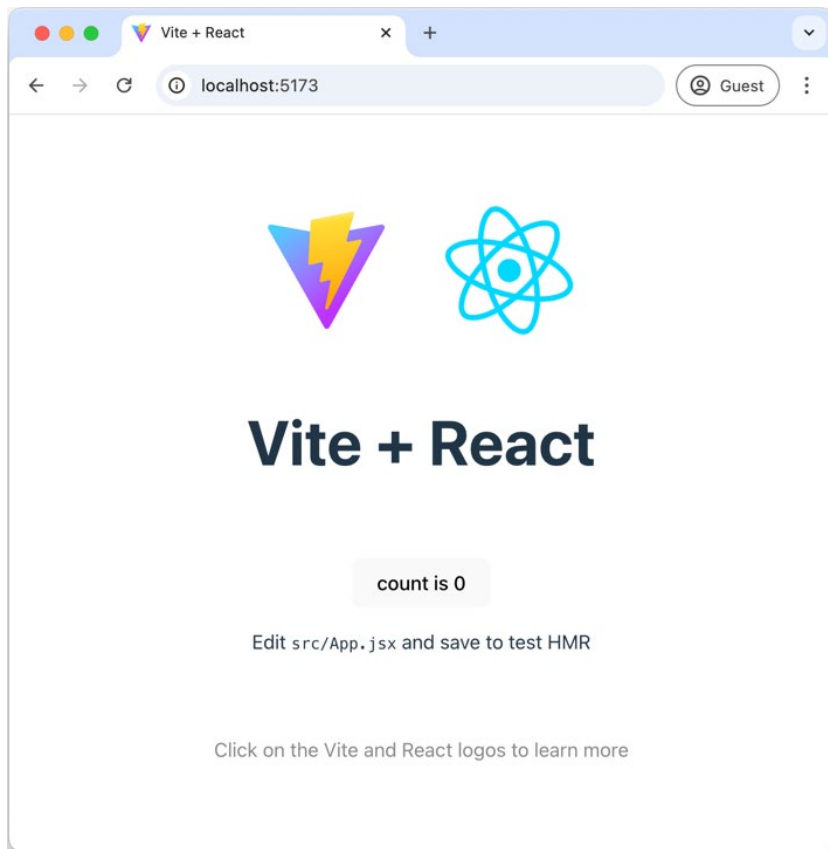 Vite + React
localhost:5173
Guest
Vite + React
count is 0
Edit src/App.jsx and save to test HMR
Click on the Vite and React logos to learn more